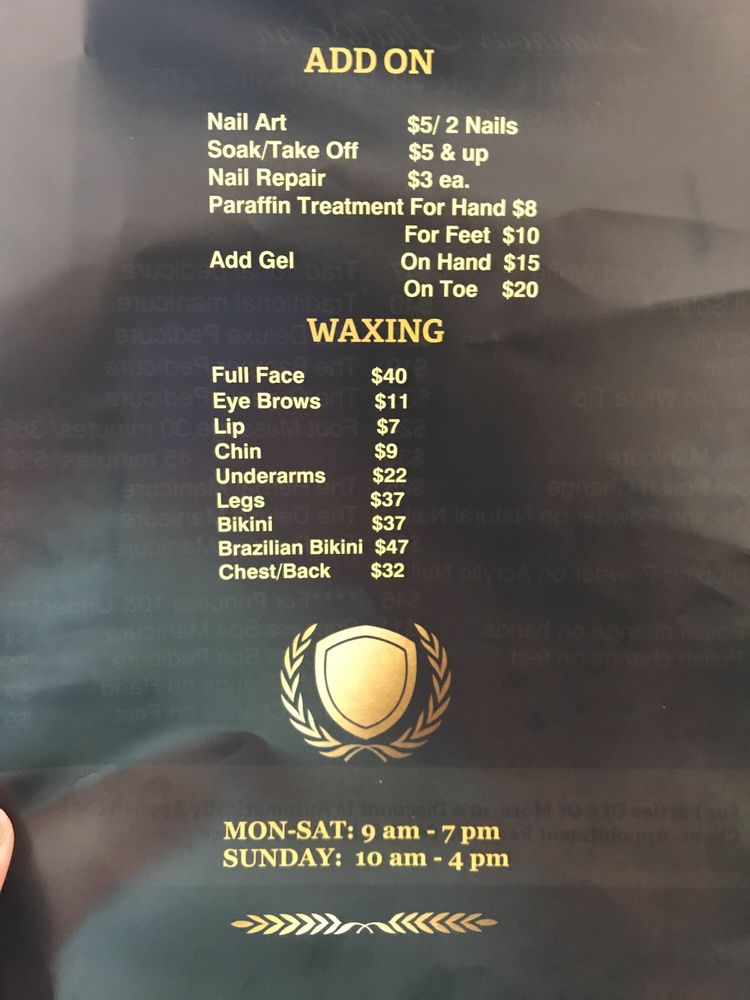 ADD ON
Nail Art $5/ 2 Nails
Soak/Take Off $5 & up
Nail Repair $3 ea.
Paraffin Treatment For Hand $8
For Feet $10
Add Gel On Hand $15
On Toe $20
WAXING
Full Face $40
Eye Brows $11
Lip $7
Chin $9
Underarms $22
Legs $37
Bikini $37
Brazilian Bikini $47
Chest/Back $32
MON-SAT: 9 am - 7 pm
SUNDAY: 10 am - 4 pm